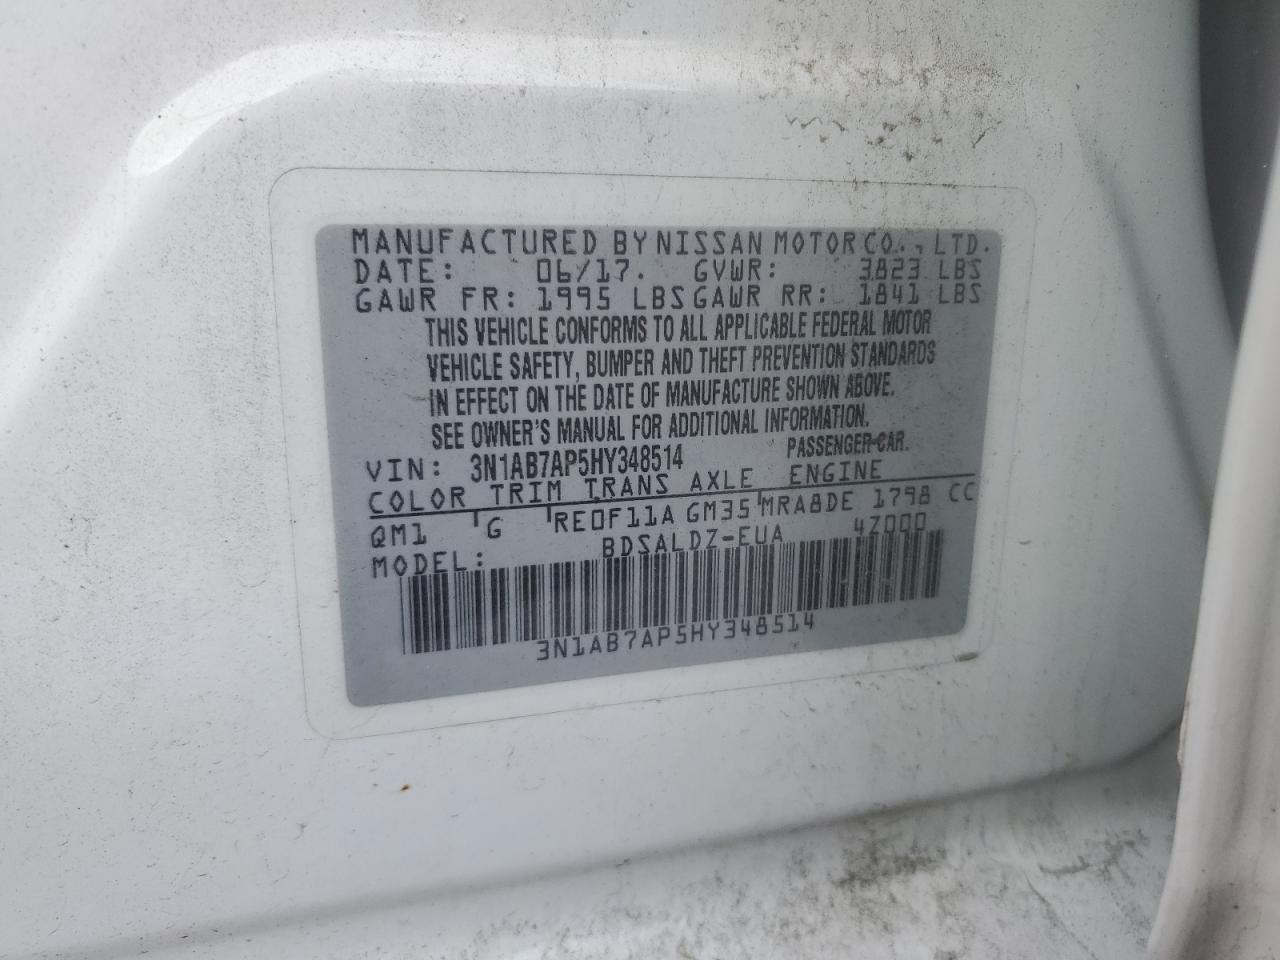 MANUFACTURED BY NISSAN MOTOR CO., LTD.
DATE: 06/17. GVWR: 3823 LBS
GAWR FR: 1995 LBS GAWR RR: 1841 LBS
THIS VEHICLE CONFORMS TO ALL APPLICABLE FEDERAL MOTOR
VEHICLE SAFETY, BUMPER AND THEFT PREVENTION STANDARDS
IN EFFECT ON THE DATE OF MANUFACTURE SHOWN ABOVE.
SEE OWNER'S MANUAL FOR ADDITIONAL INFORMATION.
VIN: 3N1AB7AP5HY348514 PASSENGER CAR.
COLOR TRIM TRANS AXLE ENGINE
QM1 G RE0F11A GM35 MRA8DE 1798 CC
MODEL: BDSALDZ-EUA 4Z000
3N1AB7AP5HY348514